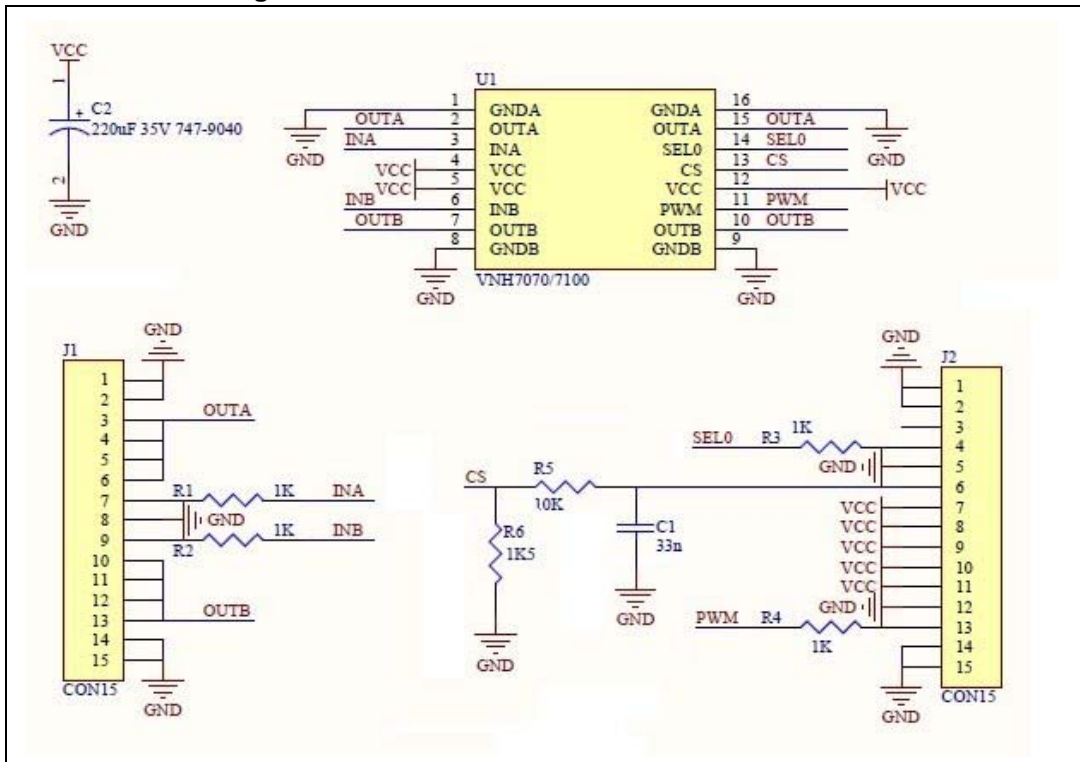 VCC
1
+
C2
220uF 35V 747-9040
2
GND
U1
1 GNDA GNDA 16
GND OUTA 2 OUTA OUTA 15 OUTA GND
INA 3 INA SEL0 14 SEL0
VCC 4 VCC CS 13 CS
VCC 5 VCC VCC 12 VCC
INB 6 INB PWM 11 PWM
OUTB 7 OUTB OUTB 10 OUTB
8 GNDB GNDB 9
GND VNH7070/7100 GND
J1
GND
1
2
3 OUTA
4
5
6
7 R1 1K INA
8 GND
9 R2 1K INB
10
11
12
13 OUTB
14
15
CON15
GND
CS
R5
10K
R6
1K5
GND
C1
33n
GND
GND
J2
1
2
3
SEL0 R3 1K 4
GND 5
6
VCC 7
VCC 8
VCC 9
VCC 10
VCC 11
GND 12
PWM R4 1K 13
14
15
GND
CON15